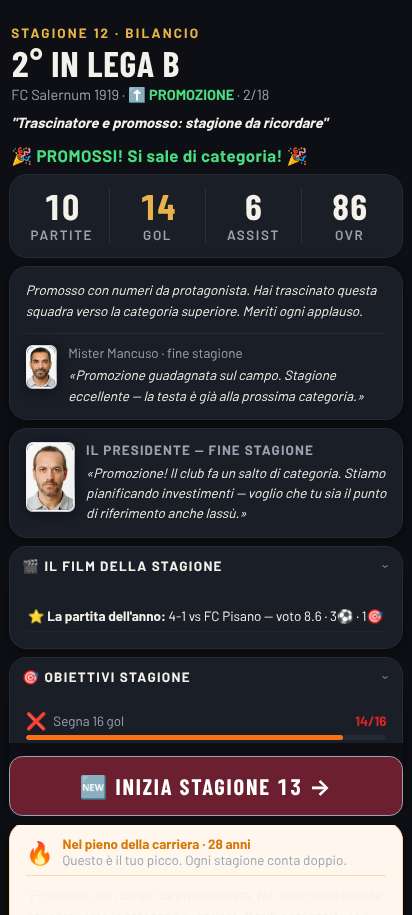 STAGIONE 12 · BILANCIO
2° IN LEGA B
FC Salernum 1919 · ⬆️ PROMOZIONE · 2/18
"Trascinatore e promosso: stagione da ricordare"
🎉 PROMOSSI! Si sale di categoria! 🎉
10 14 6 86
PARTITE GOL ASSIST OVR
Promosso con numeri da protagonista. Hai trascinato questa
squadra verso la categoria superiore. Meriti ogni applauso.
Mister Mancuso · fine stagione
«Promozione guadagnata sul campo. Stagione
eccellente — la testa è già alla prossima categoria.»
IL PRESIDENTE — FINE STAGIONE
«Promozione! Il club fa un salto di categoria. Stiamo
pianificando investimenti — voglio che tu sia il punto
di riferimento anche lassù.»
🎬 IL FILM DELLA STAGIONE
⭐ La partita dell'anno: 4-1 vs FC Pisano — voto 8.6 · 3⚽ · 1🎯
🎯 OBIETTIVI STAGIONE
❌ Segna 16 gol 14/16
🆕 INIZIA STAGIONE 13 →
🔥 Nel pieno della carriera · 28 anni
Questo è il tuo picco. Ogni stagione conta doppio.